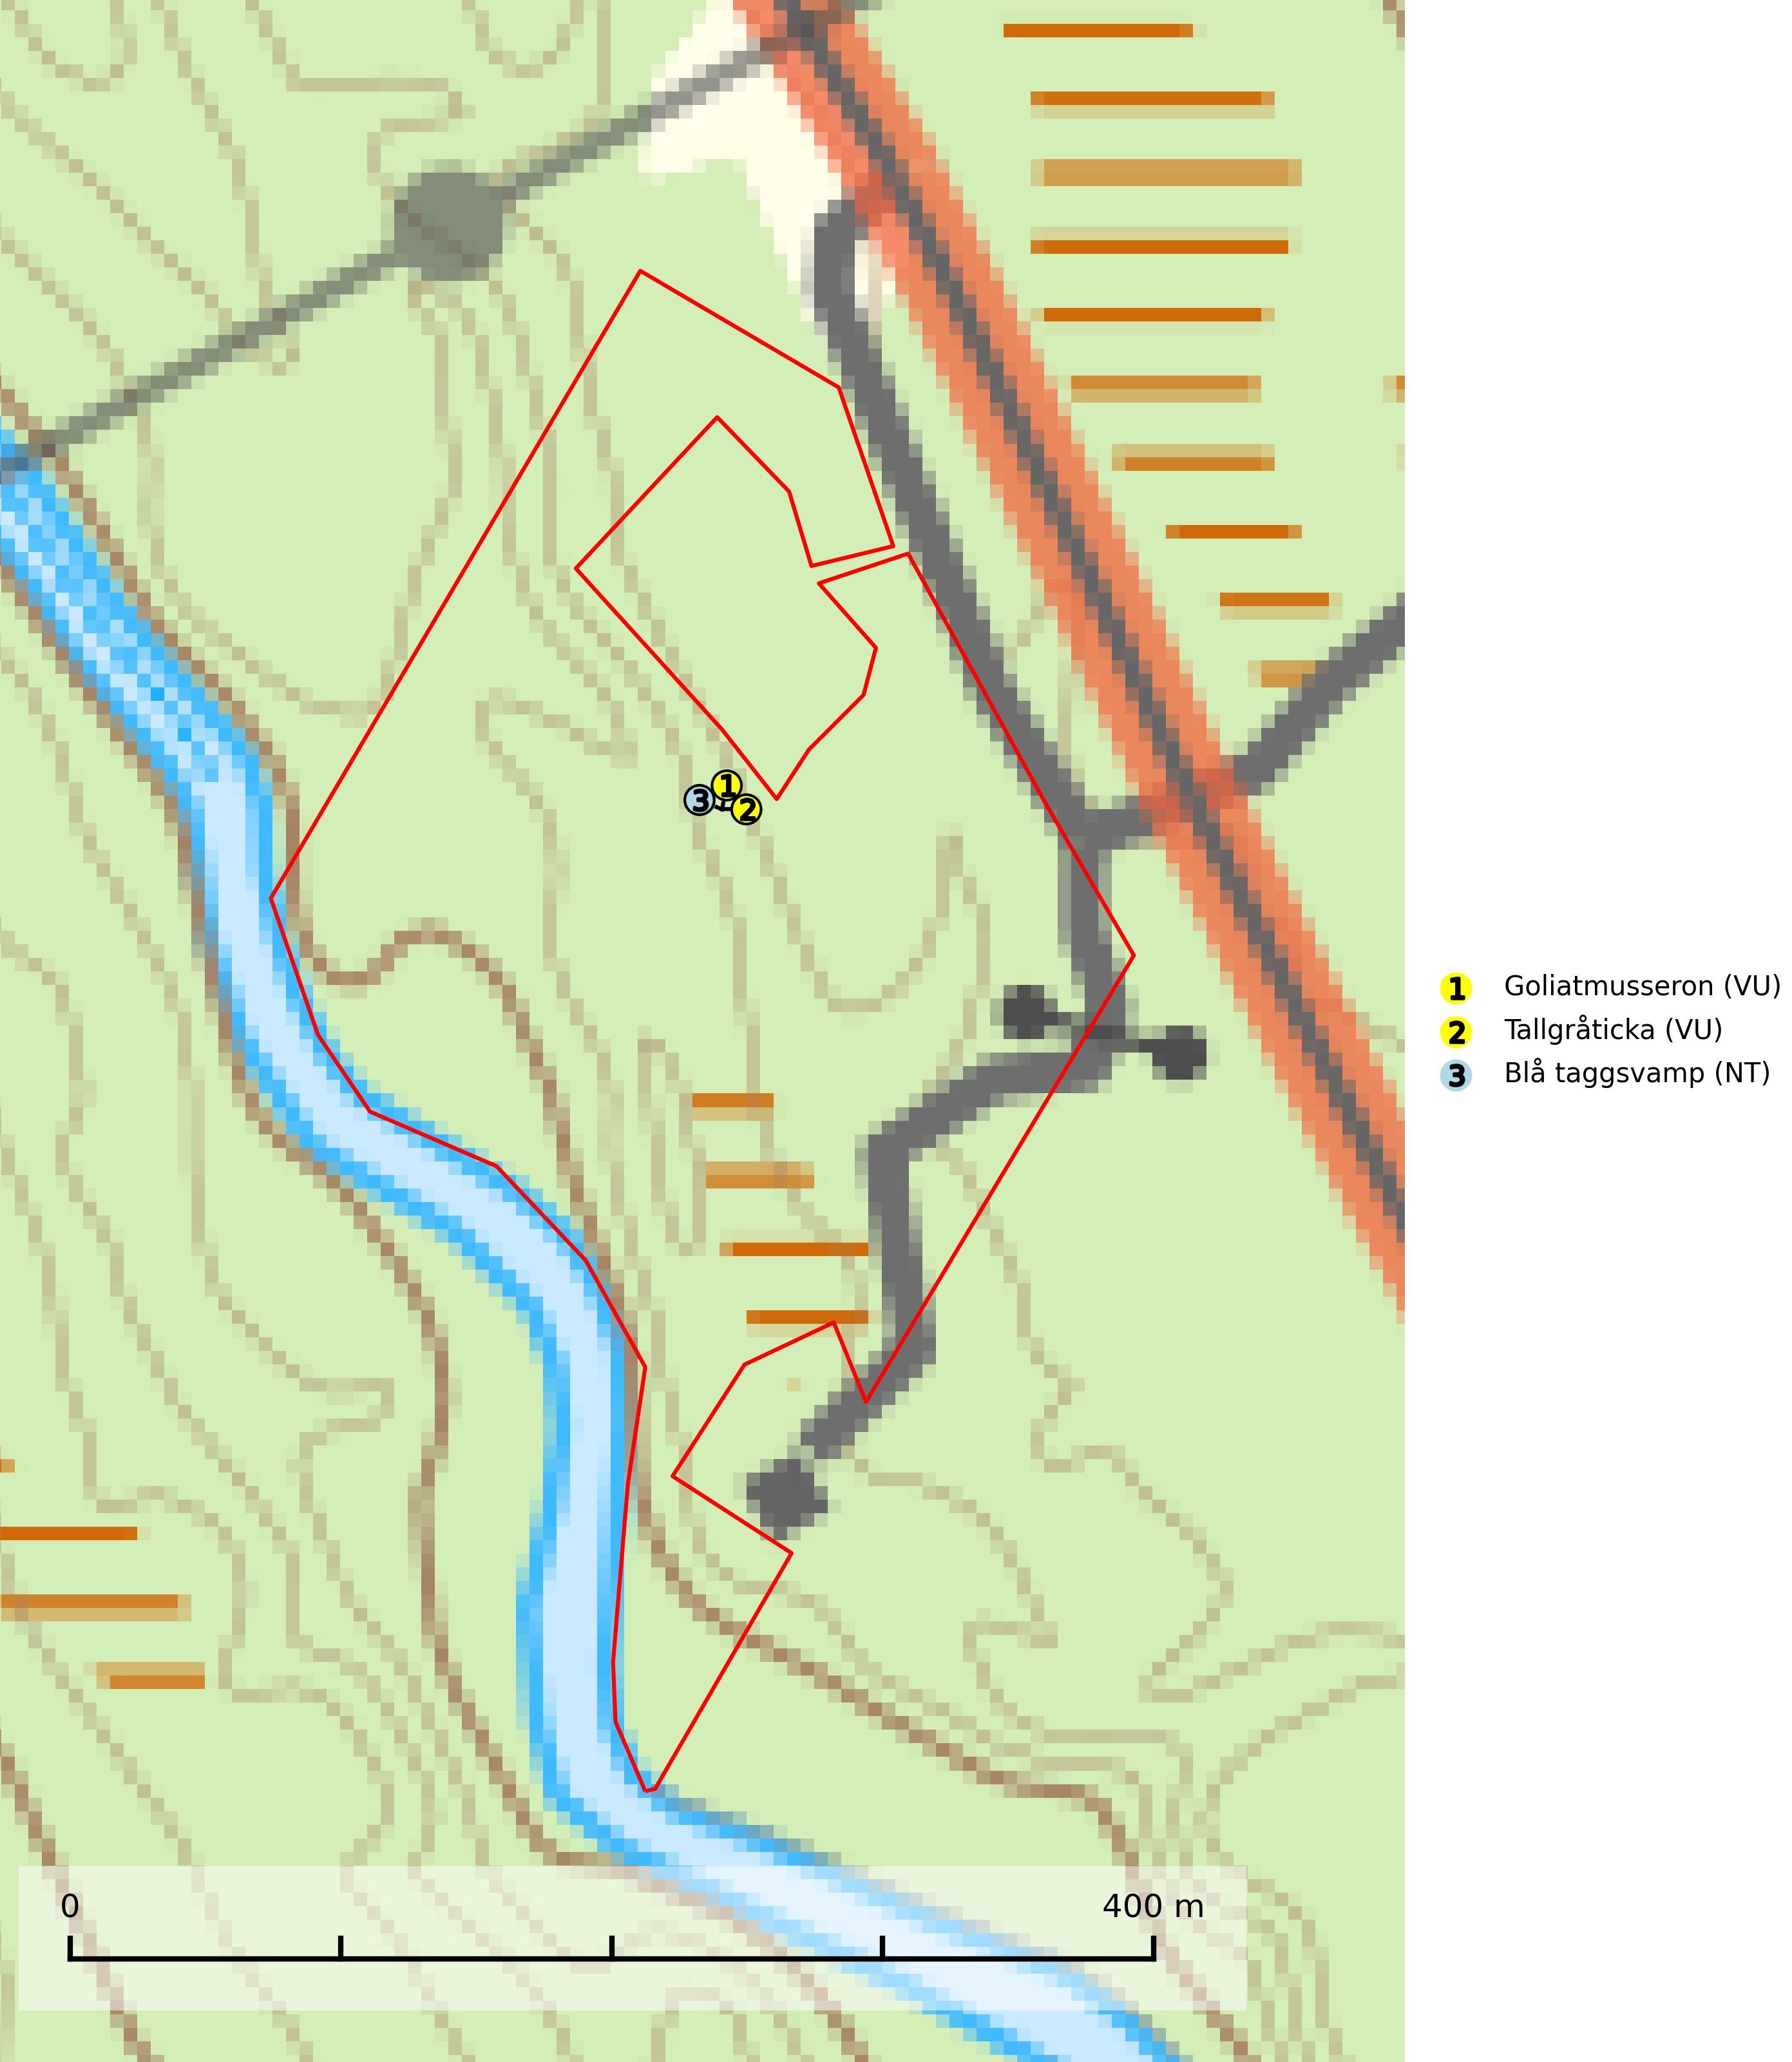 1
3
2
1 Goliatmusseron (VU)
2 Tallgråticka (VU)
3 Blå taggsvamp (NT)
0 400 m